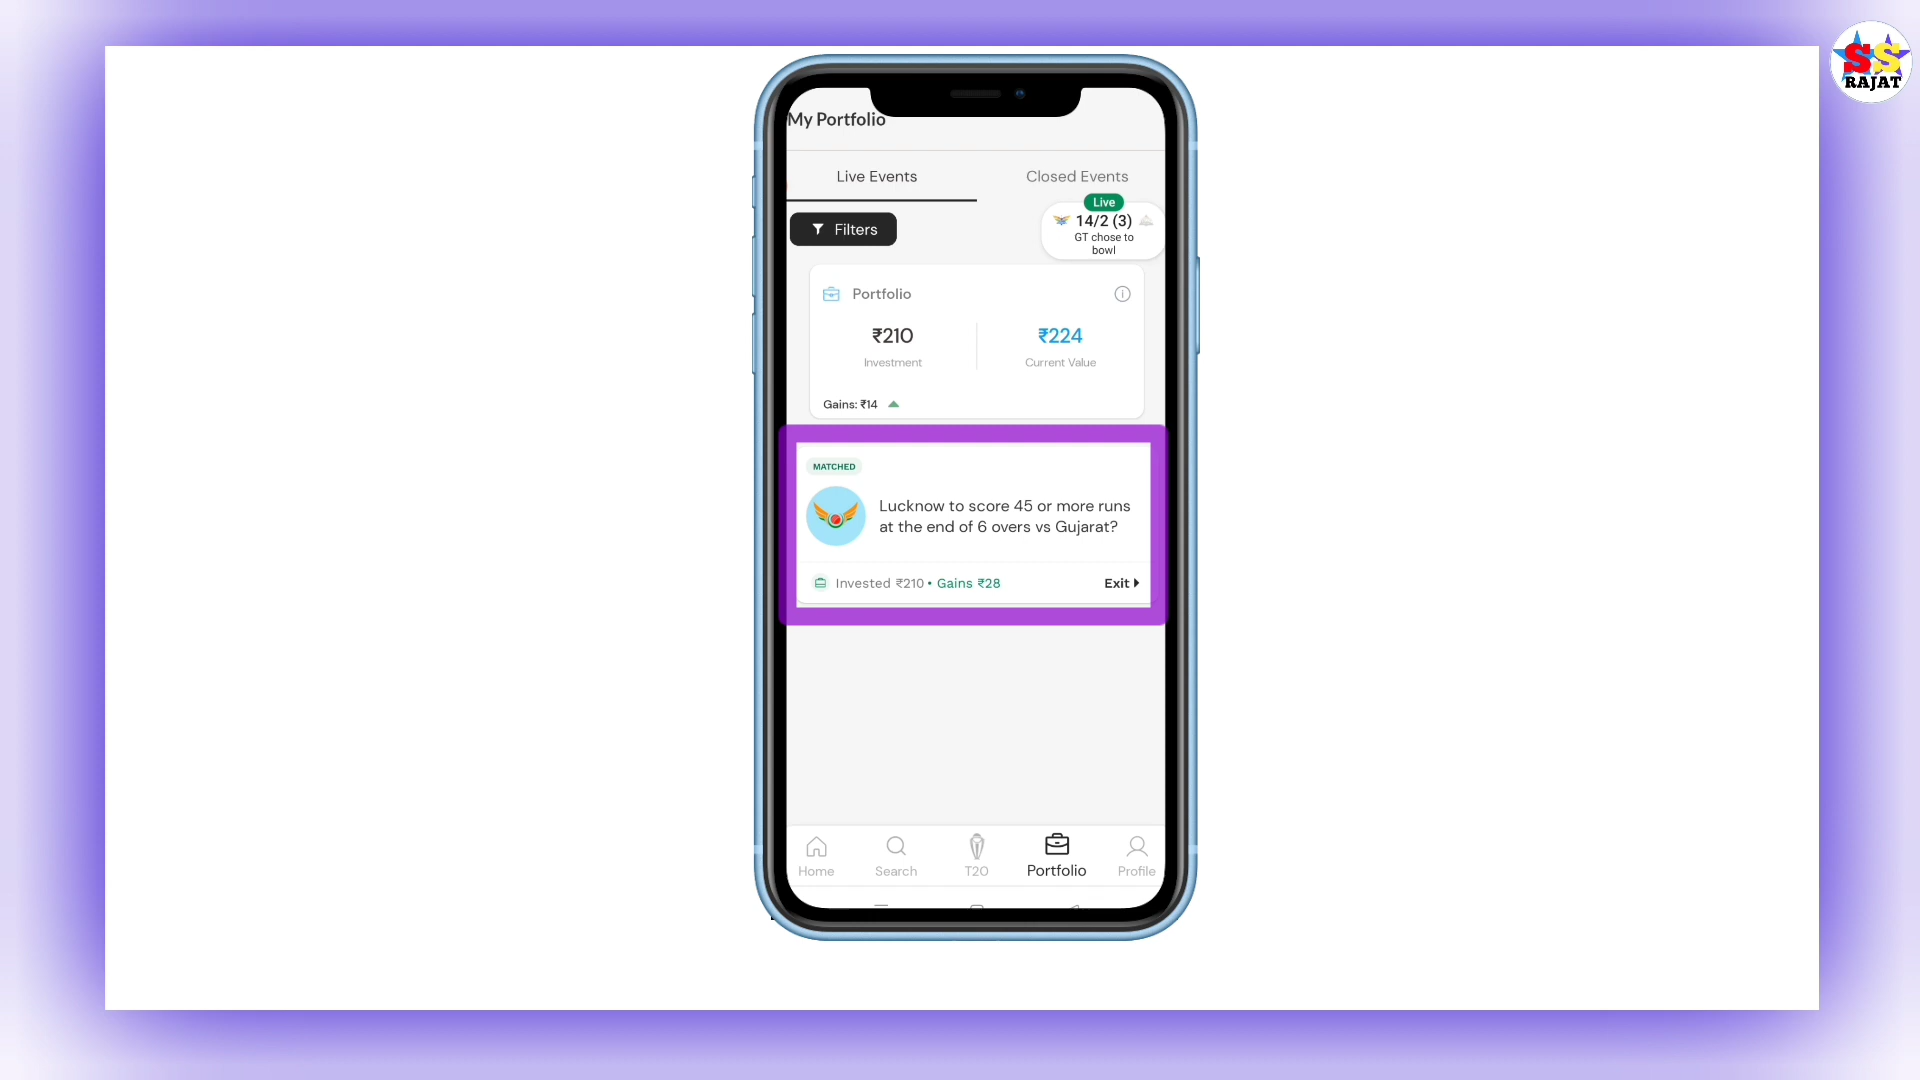 SS
RAJAT
My Portfolio
Live Events
Closed Events
Live
Filters
14/2 (3)
GT chose to
bowl
Portfolio
₹210
₹224
Investment
Current Value
Gains: ₹14
MATCHED
Lucknow to score 45 or more runs
at the end of 6 overs vs Gujarat?
Invested ₹210 • Gains ₹28
Exit
Home
Search
T20
Portfolio
Profile